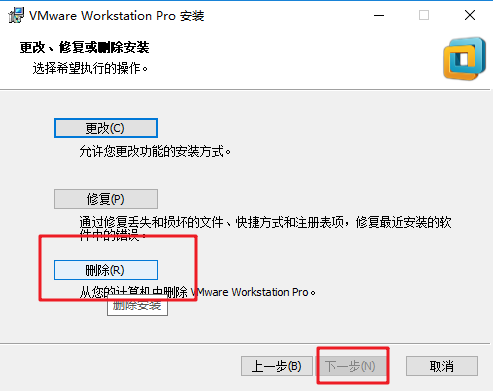 VMware Workstation Pro 安装
更改、修复或删除安装
选择希望执行的操作。
更改(C)
允许您更改功能的安装方式。
修复(P)
通过修复丢失和损坏的文件、快捷方式和注册表项，修复最近安装的软
件中的错误。
删除(R)
从您的计算机中删除 VMware Workstation Pro。
删除安装
上一步(B) 下一步(N) 取消